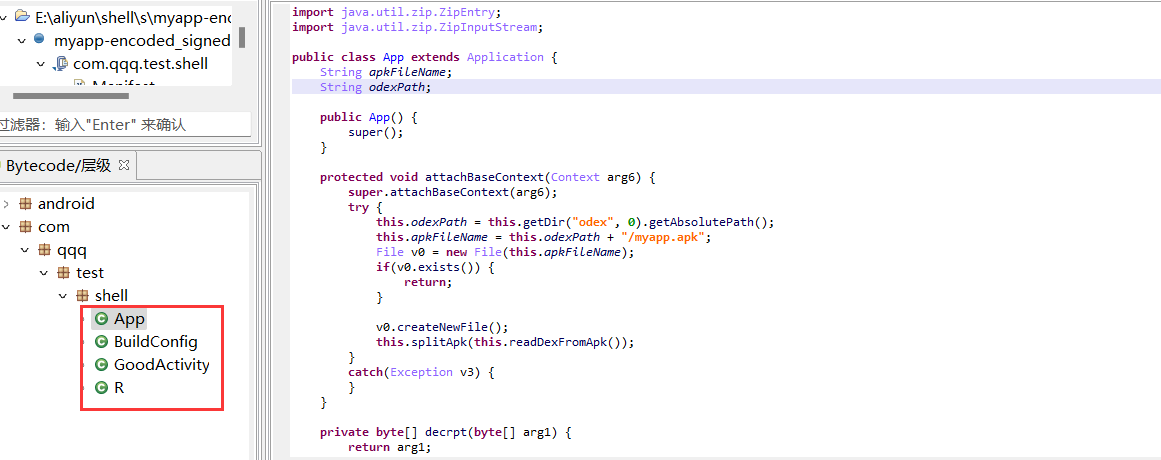 E:\aliyun\shell\s\myapp-enc
myapp-encoded_signed
com.qqq.test.shell
Manifest
过滤器：输入"Enter" 来确认
Bytecode/层级
android
com
qqq
test
shell
App
BuildConfig
GoodActivity
R
import java.util.zip.ZipEntry;
import java.util.zip.ZipInputStream;
public class App extends Application {
String apkFileName;
String odexPath;
public App() {
super();
}
protected void attachBaseContext(Context arg6) {
super.attachBaseContext(arg6);
try {
this.odexPath = this.getDir("odex", 0).getAbsolutePath();
this.apkFileName = this.odexPath + "/myapp.apk";
File v0 = new File(this.apkFileName);
if(v0.exists()) {
return;
}
v0.createNewFile();
this.splitApk(this.readDexFromApk());
}
catch(Exception v3) {
}
}
private byte[] decrpt(byte[] arg1) {
return arg1;